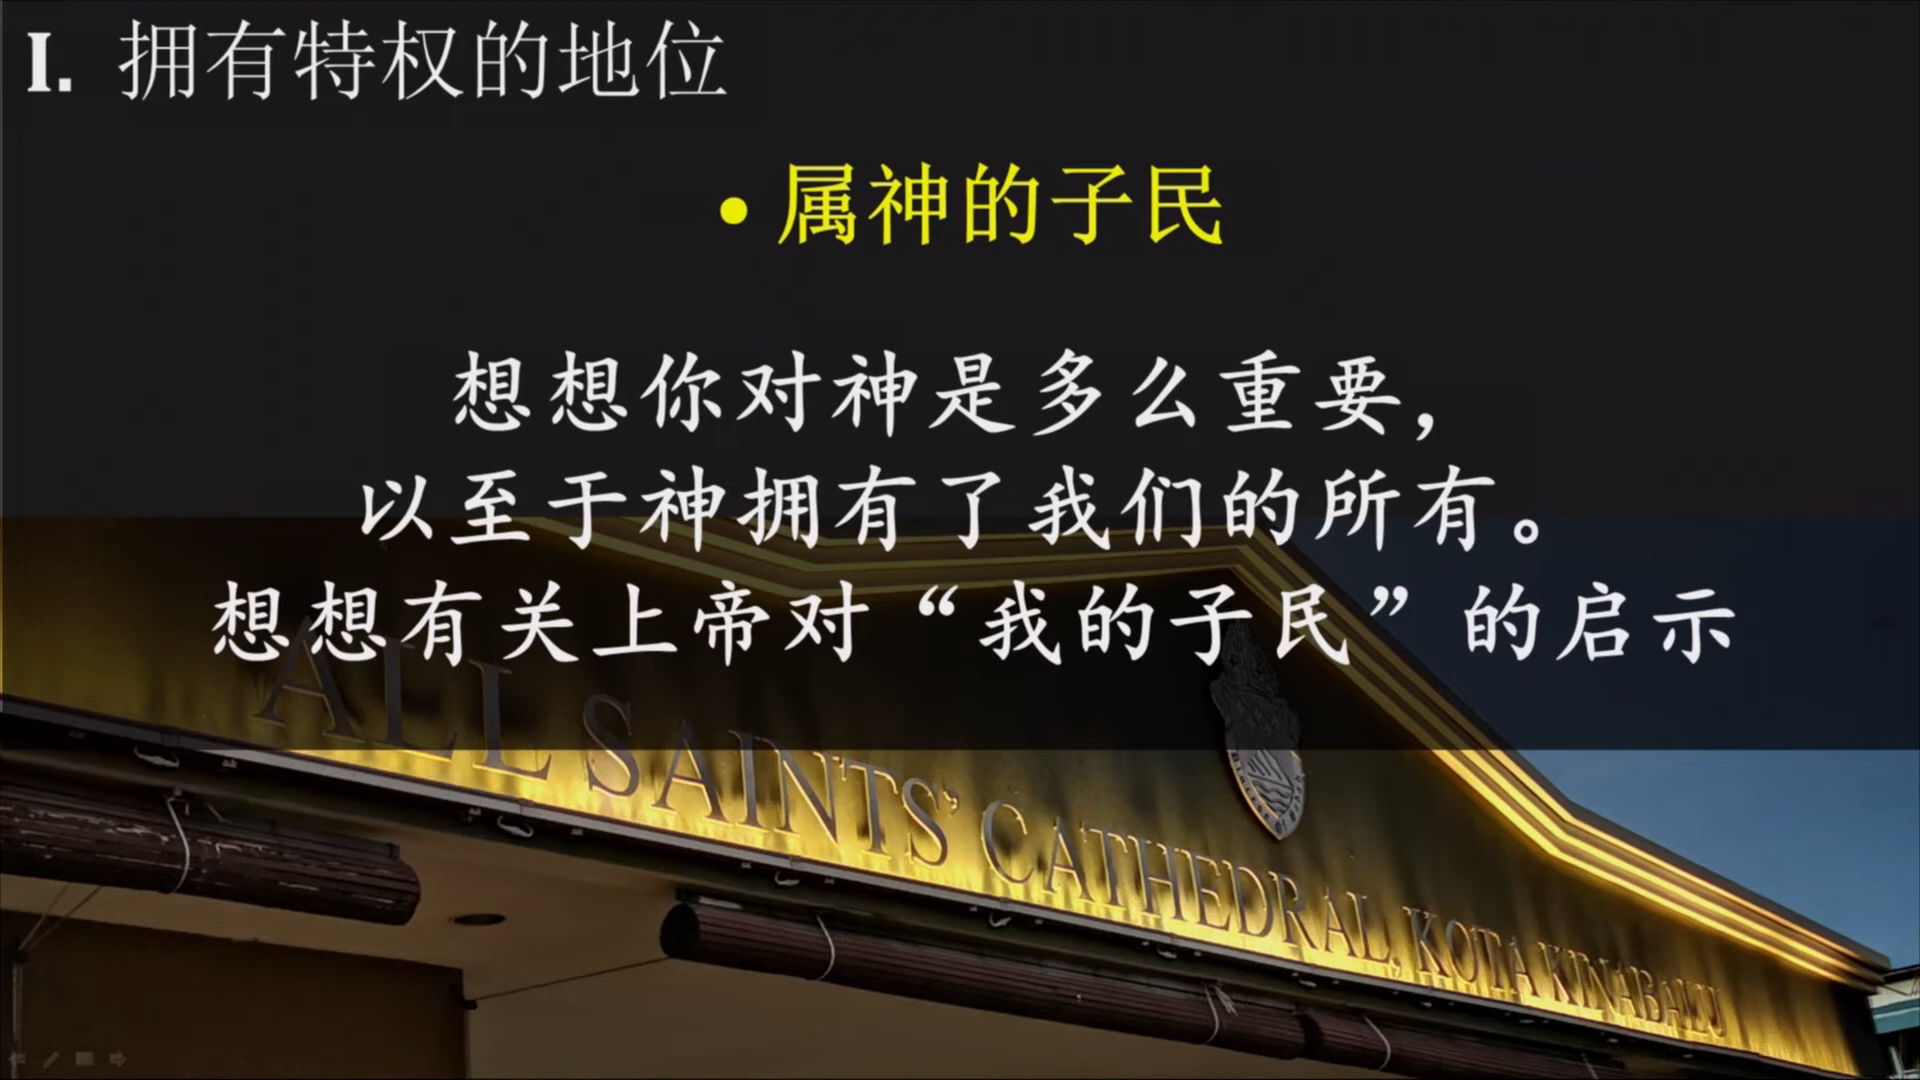 I. 拥有特权的地位
• 属神的子民
想想你对神是多么重要，
以至于神拥有了我们的所有。
想想有关上帝对“我的子民”的启示
ALL SAINTS' CATHEDRAL, KOTA KINABALU